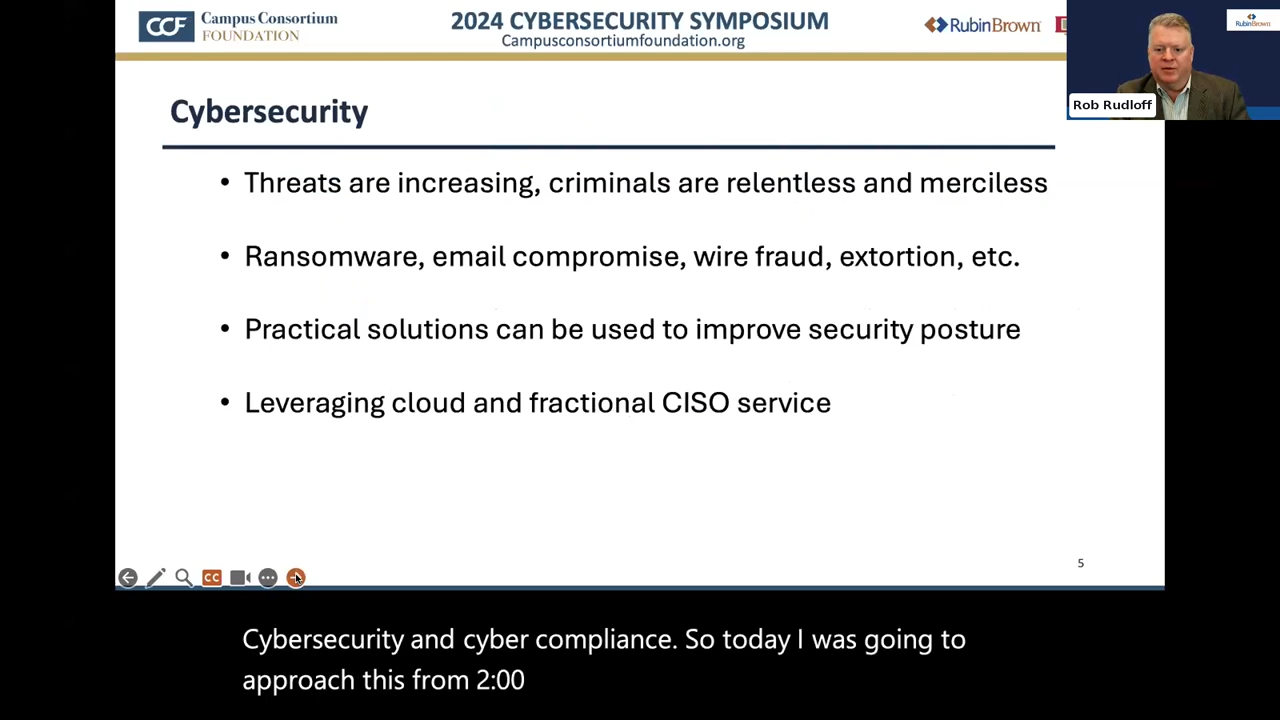 CCF
Campus Consortium
FOUNDATION
2024 CYBERSECURITY SYMPOSIUM
Campusconsortiumfoundation.org
RubinBrown
RubinBrown
Rob Rudloff
Cybersecurity
• Threats are increasing, criminals are relentless and merciless
• Ransomware, email compromise, wire fraud, extortion, etc.
• Practical solutions can be used to improve security posture
• Leveraging cloud and fractional CISO service
5
CC
Cybersecurity and cyber compliance. So today I was going to
approach this from 2:00